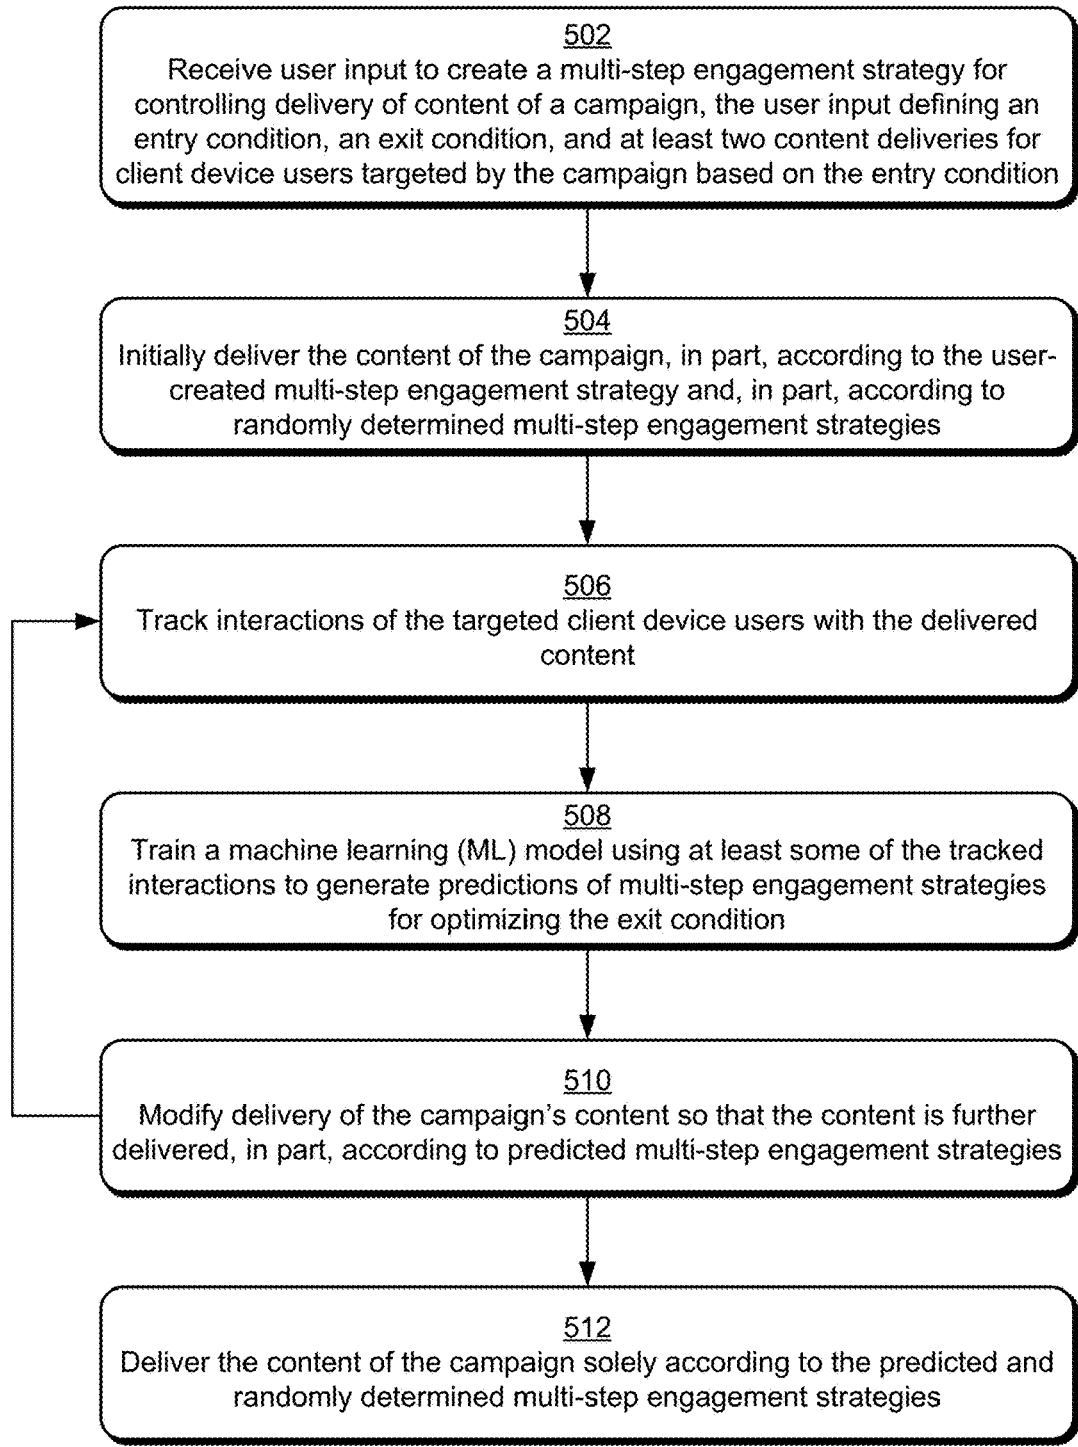 502
Receive user input to create a multi-step engagement strategy for
controlling delivery of content of a campaign, the user input defining an
entry condition, an exit condition, and at least two content deliveries for
client device users targeted by the campaign based on the entry condition
504
Initially deliver the content of the campaign, in part, according to the user-
created multi-step engagement strategy and, in part, according to
randomly determined multi-step engagement strategies
506
Track interactions of the targeted client device users with the delivered
content
508
Train a machine learning (ML) model using at least some of the tracked
interactions to generate predictions of multi-step engagement strategies
for optimizing the exit condition
510
Modify delivery of the campaign’s content so that the content is further
delivered, in part, according to predicted multi-step engagement strategies
512
Deliver the content of the campaign solely according to the predicted and
randomly determined multi-step engagement strategies